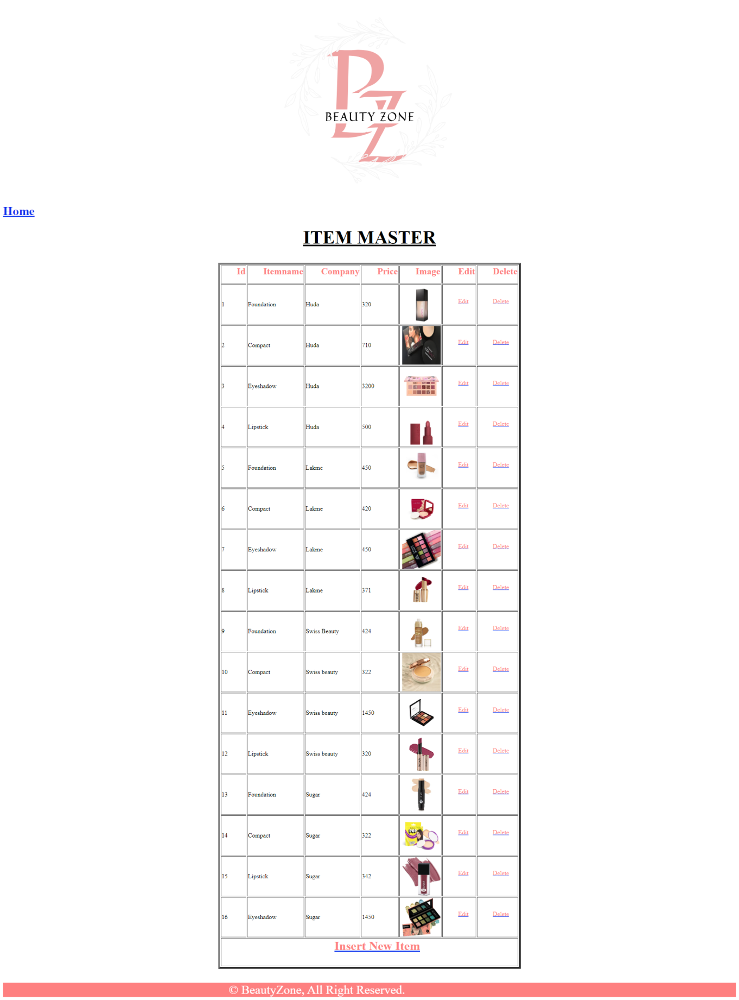 BEAUTY ZONE
Home
ITEM MASTER
Id Itemname Company Price Image Edit Delete
1 Foundation Huda 320 Edit Delete
2 Compact Huda 710 Edit Delete
3 Eyeshadow Huda 3200 Edit Delete
4 Lipstick Huda 500 Edit Delete
5 Foundation Lakme 450 Edit Delete
6 Compact Lakme 420 Edit Delete
7 Eyeshadow Lakme 450 Edit Delete
8 Lipstick Lakme 371 Edit Delete
9 Foundation Swiss Beauty 424 Edit Delete
10 Compact Swiss beauty 322 Edit Delete
11 Eyeshadow Swiss beauty 1450 Edit Delete
12 Lipstick Swiss beauty 320 Edit Delete
13 Foundation Sugar 424 Edit Delete
14 Compact Sugar 322 Edit Delete
15 Lipstick Sugar 342 Edit Delete
16 Eyeshadow Sugar 1450 Edit Delete
Insert New Item
© BeautyZone, All Right Reserved.